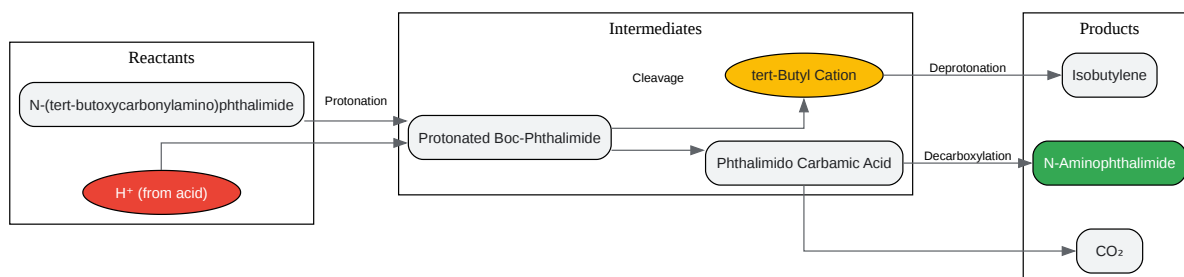 Reactants
N-(tert-butoxycarbonylamino)phthalimide
H⁺ (from acid)
Protonation
Intermediates
Protonated Boc-Phthalimide
Cleavage
tert-Butyl Cation
Phthalimido Carbamic Acid
Deprotonation
Decarboxylation
Products
Isobutylene
N-Aminophthalimide
CO₂